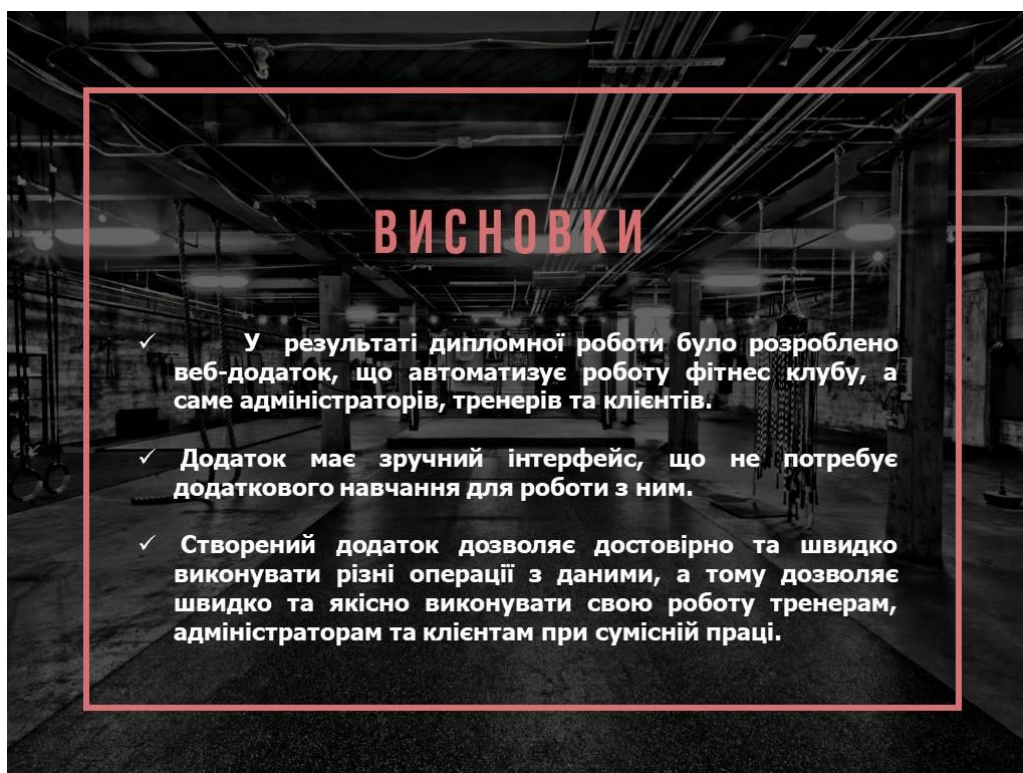 ВИСНОВКИ
✓ У результаті дипломної роботи було розроблено
веб-додаток, що автоматизує роботу фітнес клубу, а
саме адміністраторів, тренерів та клієнтів.
✓ Додаток має зручний інтерфейс, що не потребує
додаткового навчання для роботи з ним.
✓ Створений додаток дозволяє достовірно та швидко
виконувати різні операції з даними, а тому дозволяє
швидко та якісно виконувати свою роботу тренерам,
адміністраторам та клієнтам при сумісній праці.